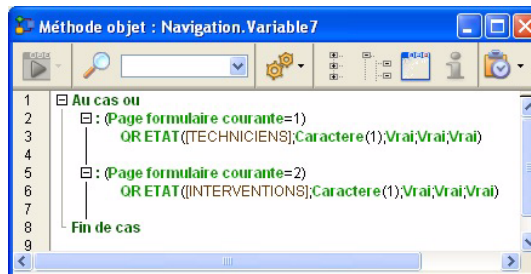 Méthode objet : Navigation.Variable7
1 Au cas ou
2 : (Page formulaire courante=1)
3 QR ETAT([TECHNICIENS];Caractere(1);Vrai;Vrai;Vrai)
4
5 : (Page formulaire courante=2)
6 QR ETAT([INTERVENTIONS];Caractere(1);Vrai;Vrai;Vrai)
7
8 Fin de cas
9